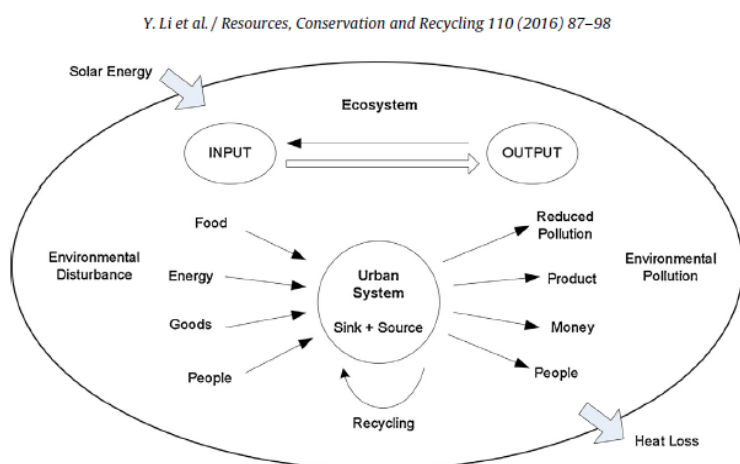 Y. Li et al. / Resources, Conservation and Recycling 110 (2016) 87–98
Solar Energy
Ecosystem
INPUT
OUTPUT
Food
Reduced
Pollution
Environmental
Disturbance
Energy
Urban
System
Sink + Source
Product
Environmental
Pollution
Goods
Money
People
People
Recycling
Heat Loss